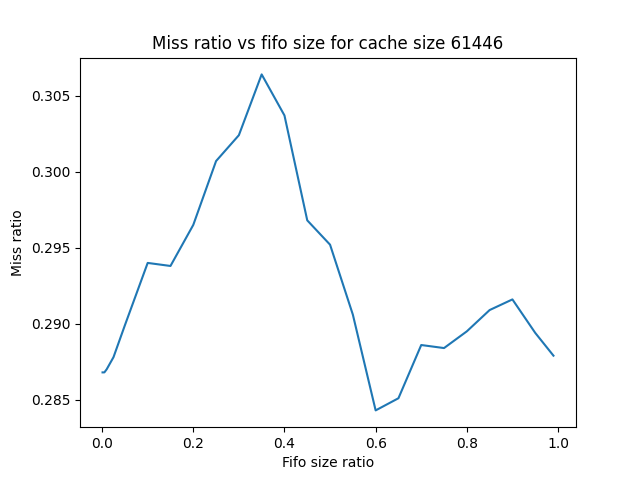 Miss ratio vs fifo size for cache size 61446
0.305
0.300
0.295
0.290
0.285
Miss ratio
0.0 0.2 0.4 0.6 0.8 1.0
Fifo size ratio